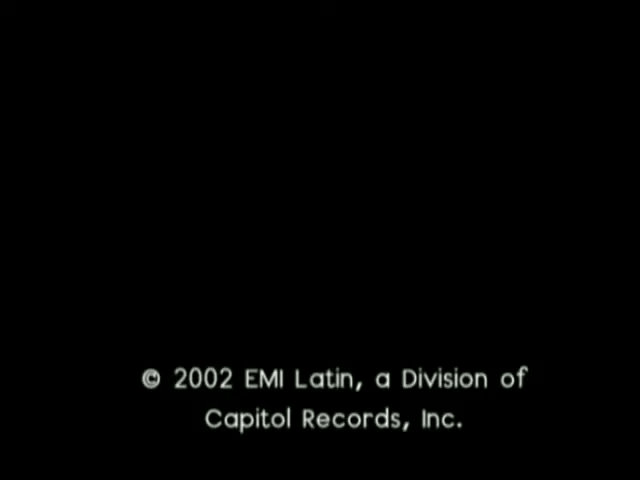 © 2002 EMI Latin, a Division of
Capitol Records, Inc.